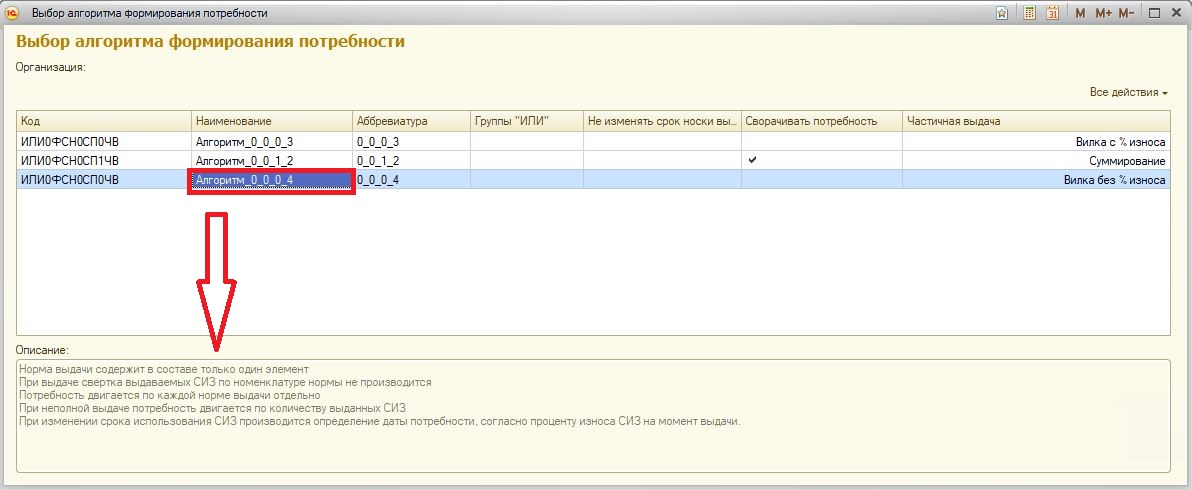 Выбор алгоритма формирования потребности
31 M M+ M-
Выбор алгоритма формирования потребности
Организация:
Все действия
Код Наименование Аббревиатура Группы "ИЛИ" Не изменять срок носки вы... Сворачивать потребность Частичная выдача
ИЛИ0ФСН0СП0ЧВ Алгоритм_0_0_0_3 0_0_0_3 Вилка с % износа
ИЛИ0ФСН0СП1ЧВ Алгоритм_0_0_1_2 0_0_1_2 Суммирование
ИЛИ0ФСН0СП0ЧВ Алгоритм_0_0_0_4 0_0_0_4 Вилка без % износа
Описание:
Норма выдачи содержит в составе только один элемент
При выдаче свертка выдаваемых СИЗ по номенклатуре нормы не производится
Потребность двигается по каждой норме выдачи отдельно
При неполной выдаче потребность двигается по количеству выданных СИЗ
При изменении срока использования СИЗ производится определение даты потребности, согласно проценту износа СИЗ на момент выдачи.